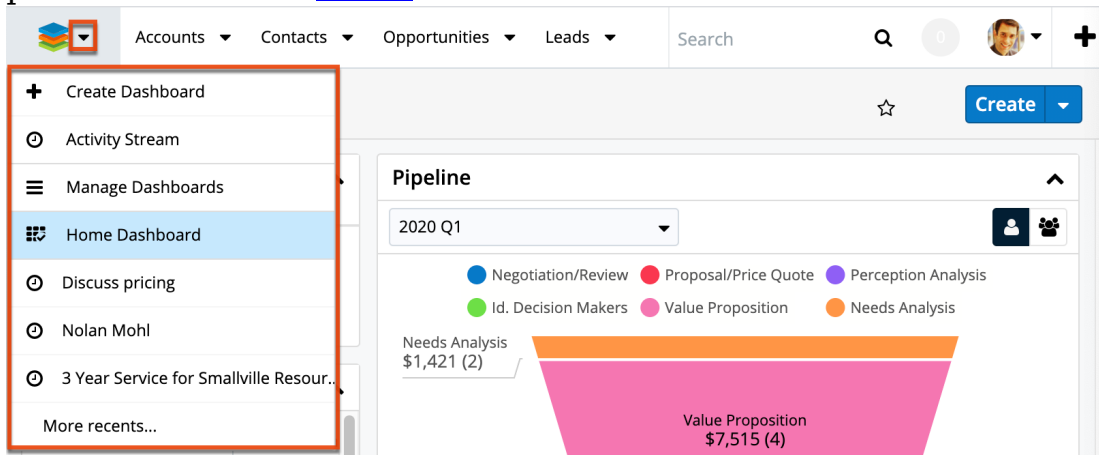 Accounts Contacts Opportunities Leads Search 0
Create Dashboard
Activity Stream
Manage Dashboards
Home Dashboard
Discuss pricing
Nolan Mohl
3 Year Service for Smallville Resour..
More recents...
Create
Pipeline
2020 Q1
Negotiation/Review Proposal/Price Quote Perception Analysis
Id. Decision Makers Value Proposition Needs Analysis
Needs Analysis
$1,421 (2)
Value Proposition
$7,515 (4)